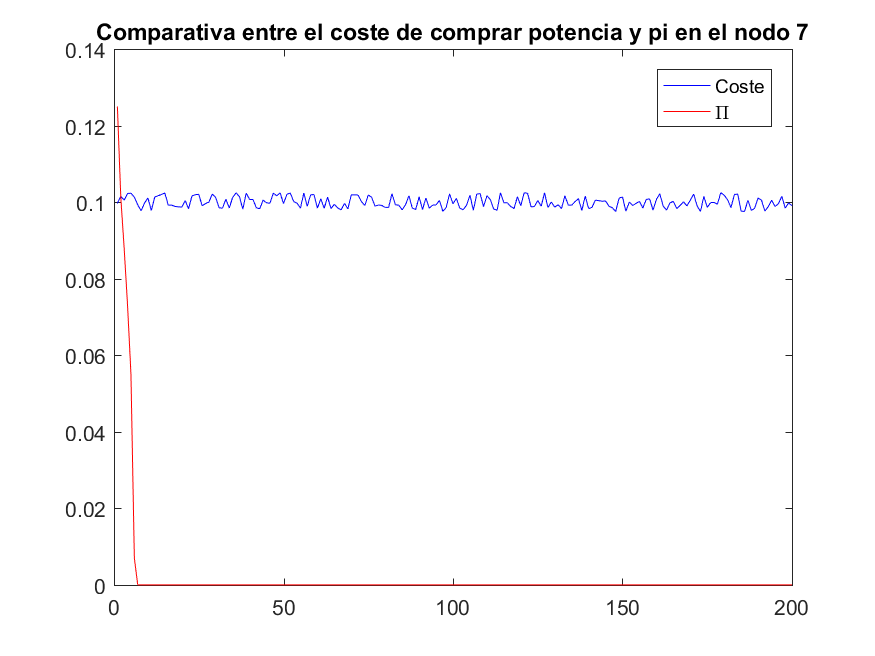 Comparativa entre el coste de comprar potencia y pi en el nodo 7
0.14
0.12
0.1
0.08
0.06
0.04
0.02
0
0 50 100 150 200
Coste
Π